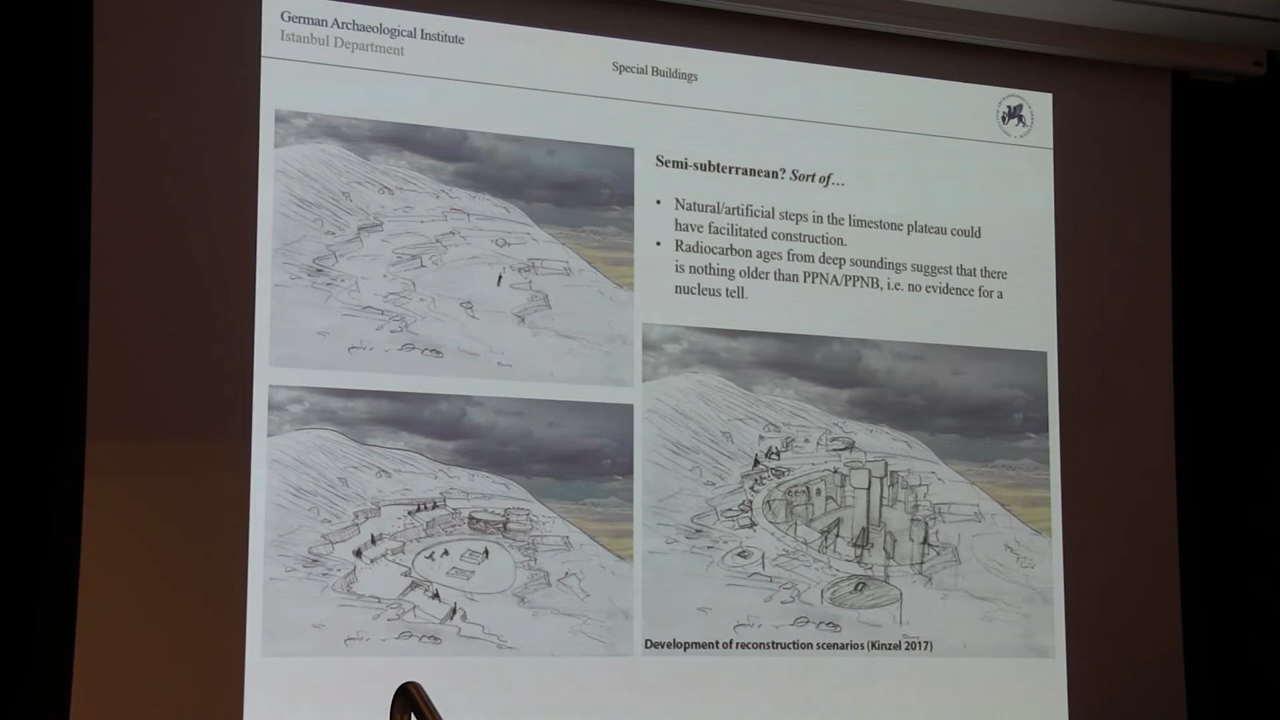 German Archaeological Institute
Istanbul Department
Special Buildings
Semi-subterranean? Sort of…
• Natural/artificial steps in the limestone plateau could
have facilitated construction.
• Radiocarbon ages from deep soundings suggest that there
is nothing older than PPNA/PPNB, i.e. no evidence for a
nucleus tell.
Development of reconstruction scenarios (Kinzel 2017)